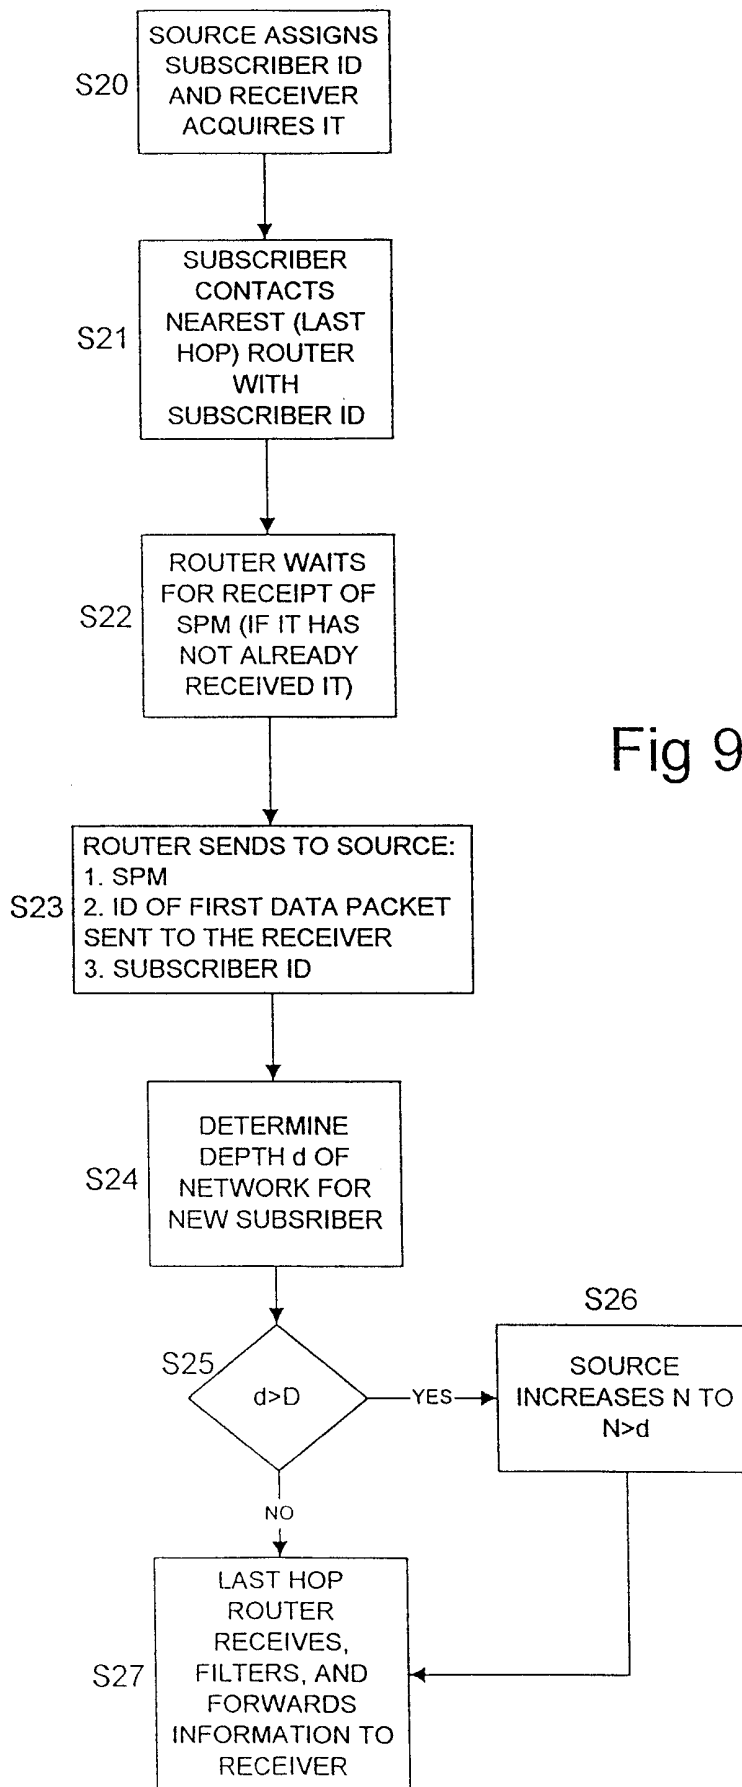 S20
SOURCE ASSIGNS
SUBSCRIBER ID
AND RECEIVER
ACQUIRES IT
S21
SUBSCRIBER
CONTACTS
NEAREST (LAST
HOP) ROUTER
WITH
SUBSCRIBER ID
S22
ROUTER WAITS
FOR RECEIPT OF
SPM (IF IT HAS
NOT ALREADY
RECEIVED IT)
Fig 9
S23
ROUTER SENDS TO SOURCE:
1. SPM
2. ID OF FIRST DATA PACKET
SENT TO THE RECEIVER
3. SUBSCRIBER ID
S24
DETERMINE
DEPTH d OF
NETWORK FOR
NEW SUBSRIBER
S25
d>D
YES
S26
SOURCE
INCREASES N TO
N>d
NO
S27
LAST HOP
ROUTER
RECEIVES,
FILTERS, AND
FORWARDS
INFORMATION TO
RECEIVER